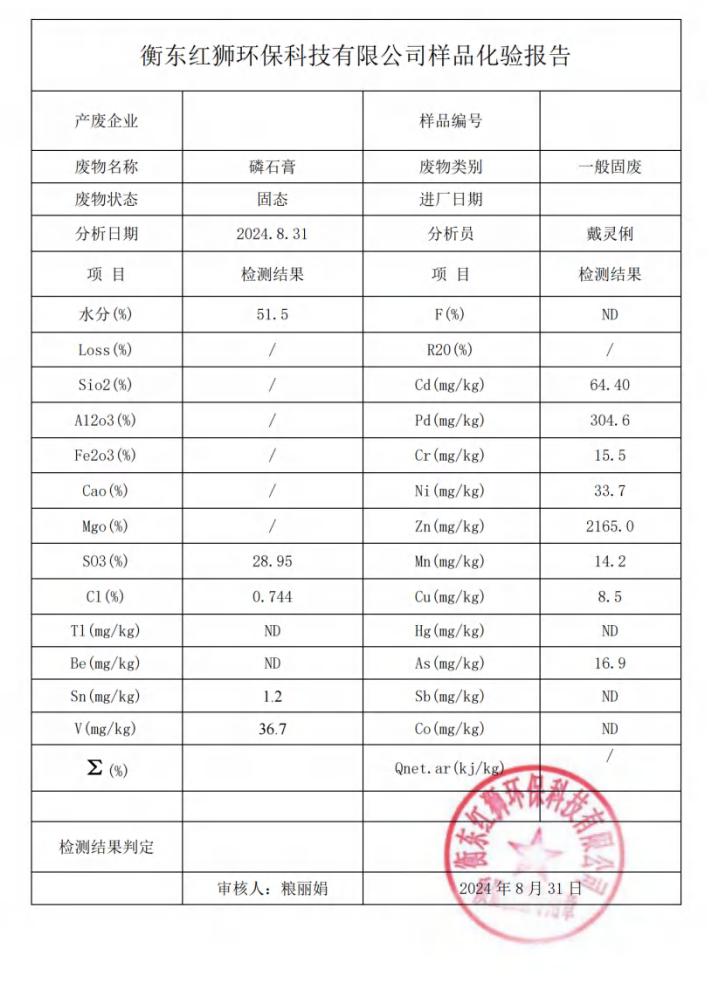 衡东红狮环保科技有限公司样品化验报告
产废企业 样品编号
废物名称 磷石膏 废物类别 一般固废
废物状态 固态 进厂日期
分析日期 2024.8.31 分析员 戴灵俐
项 目 检测结果 项 目 检测结果
水分(%) 51.5 F(%) ND
Loss(%) / R2O(%) /
Sio2(%) / Cd(mg/kg) 64.40
Al2o3(%) / Pd(mg/kg) 304.6
Fe2o3(%) / Cr(mg/kg) 15.5
Cao(%) / Ni(mg/kg) 33.7
Mgo(%) / Zn(mg/kg) 2165.0
SO3(%) 28.95 Mn(mg/kg) 14.2
Cl(%) 0.744 Cu(mg/kg) 8.5
Tl(mg/kg) ND Hg(mg/kg) ND
Be(mg/kg) ND As(mg/kg) 16.9
Sn(mg/kg) 1.2 Sb(mg/kg) ND
V(mg/kg) 36.7 Co(mg/kg) ND
Σ(%) Qnet.ar(kj/kg) /
衡东红狮环保科技有限公司
检测结果判定
审核人：粮丽娟 2024 年 8 月 31 日